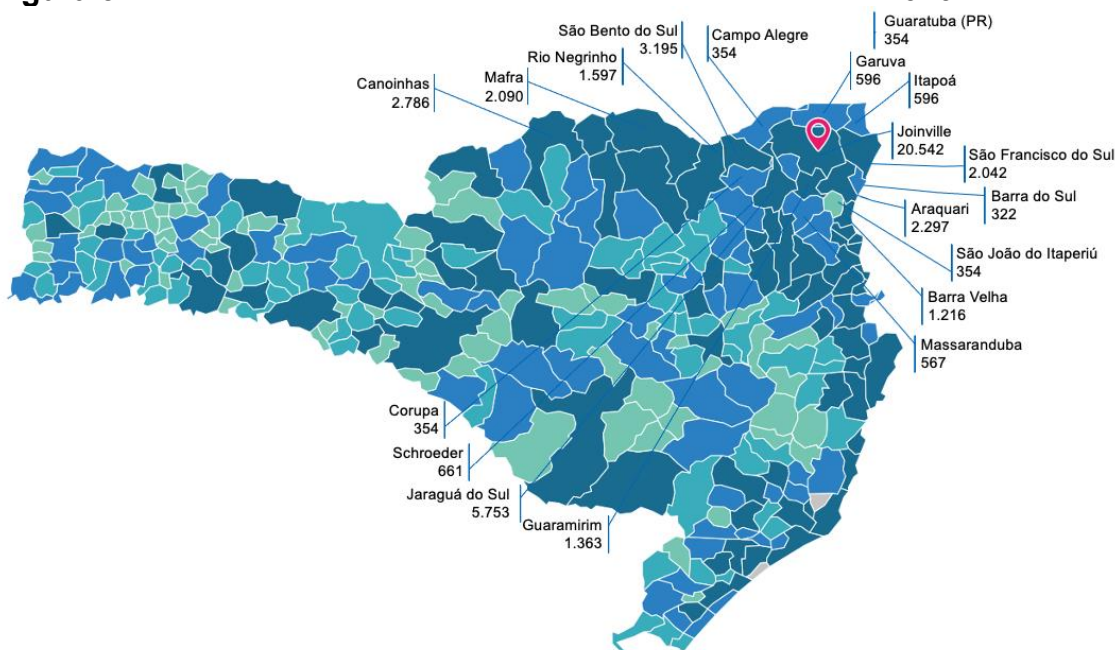 Guaratuba (PR)
354
São Bento do Sul
3.195
Campo Alegre
354
Rio Negrinho
1.597
Garuva
596
Mafra
2.090
Canoinhas
2.786
Itapoá
596
Joinville
20.542
São Francisco do Sul
2.042
Barra do Sul
322
Araquari
2.297
São João do Itaperiú
354
Barra Velha
1.216
Massaranduba
567
Corupa
354
Schroeder
661
Jaraguá do Sul
5.753
Guaramirim
1.363